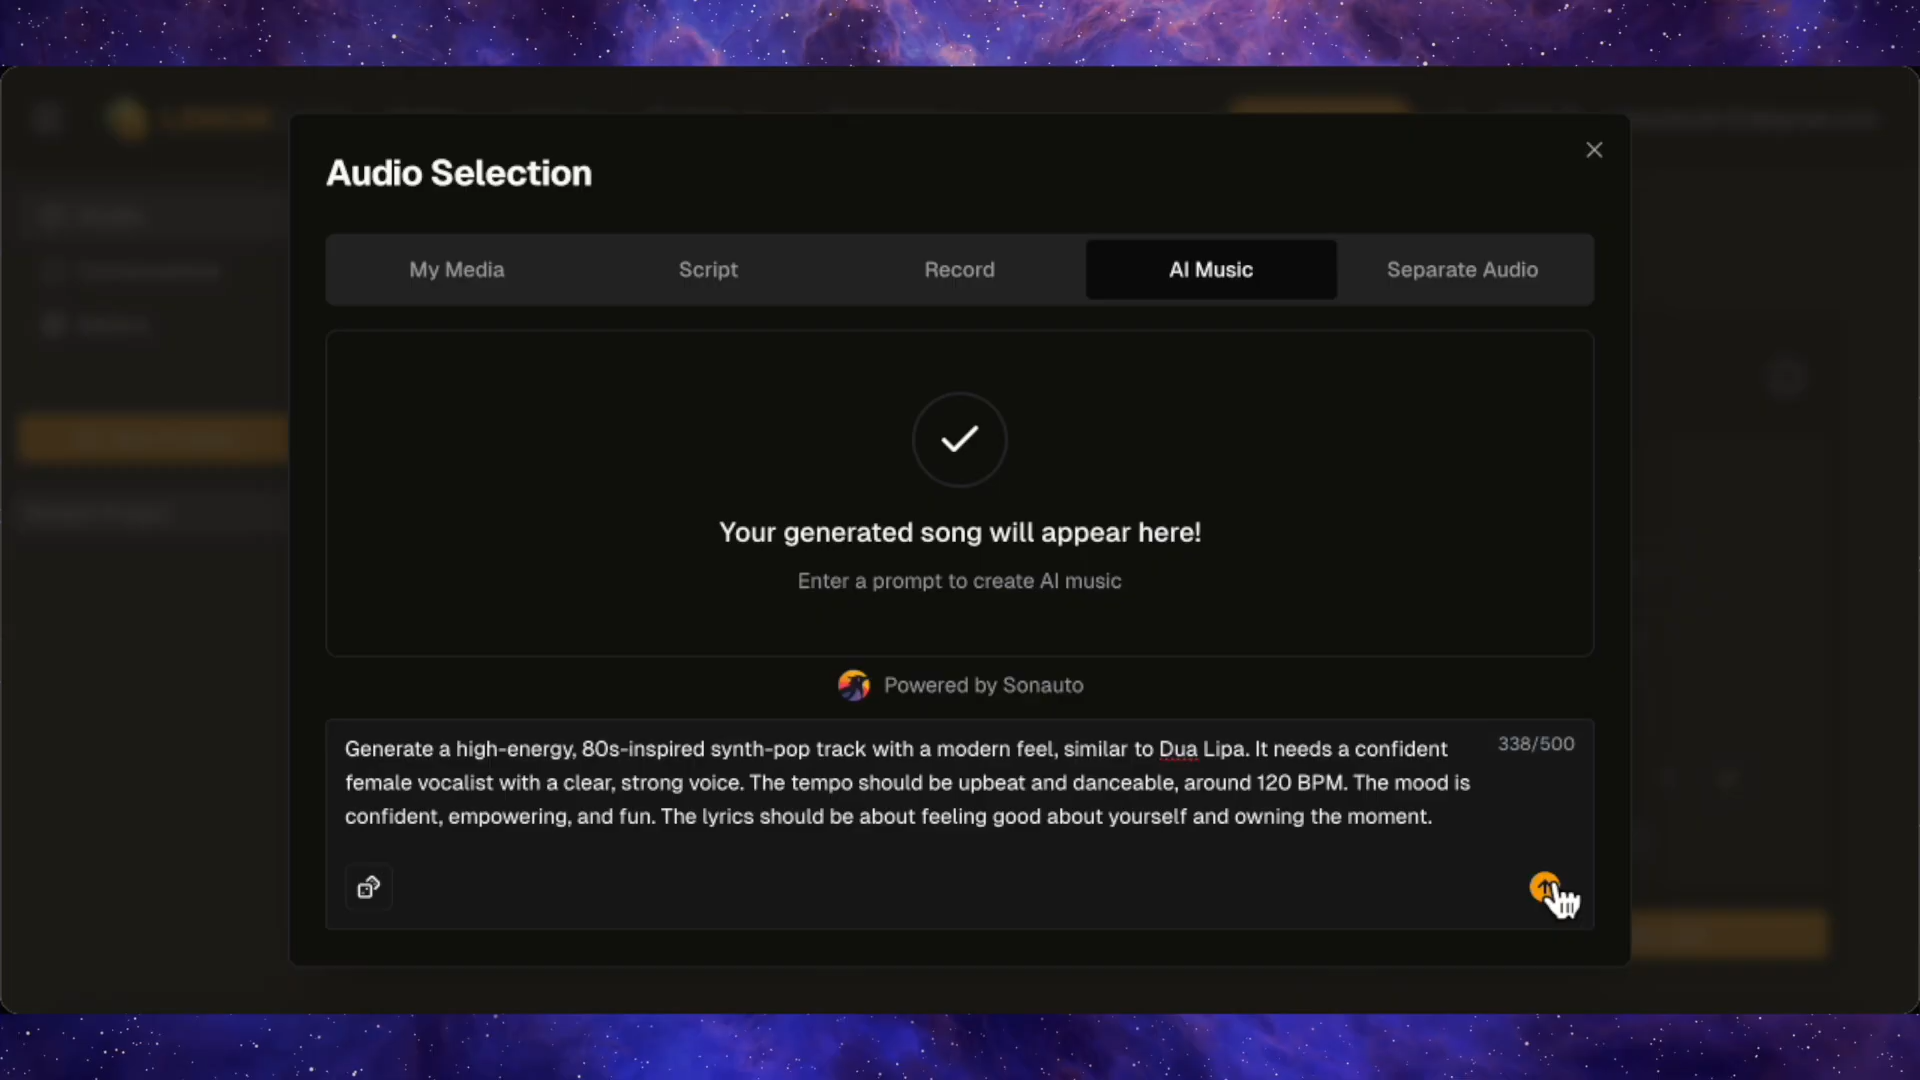 Audio Selection
My Media
Script
Record
AI Music
Separate Audio
Your generated song will appear here!
Enter a prompt to create AI music
Powered by Sonauto
Generate a high-energy, 80s-inspired synth-pop track with a modern feel, similar to Dua Lipa. It needs a confident
338/500
female vocalist with a clear, strong voice. The tempo should be upbeat and danceable, around 120 BPM. The mood is
confident, empowering, and fun. The lyrics should be about feeling good about yourself and owning the moment.